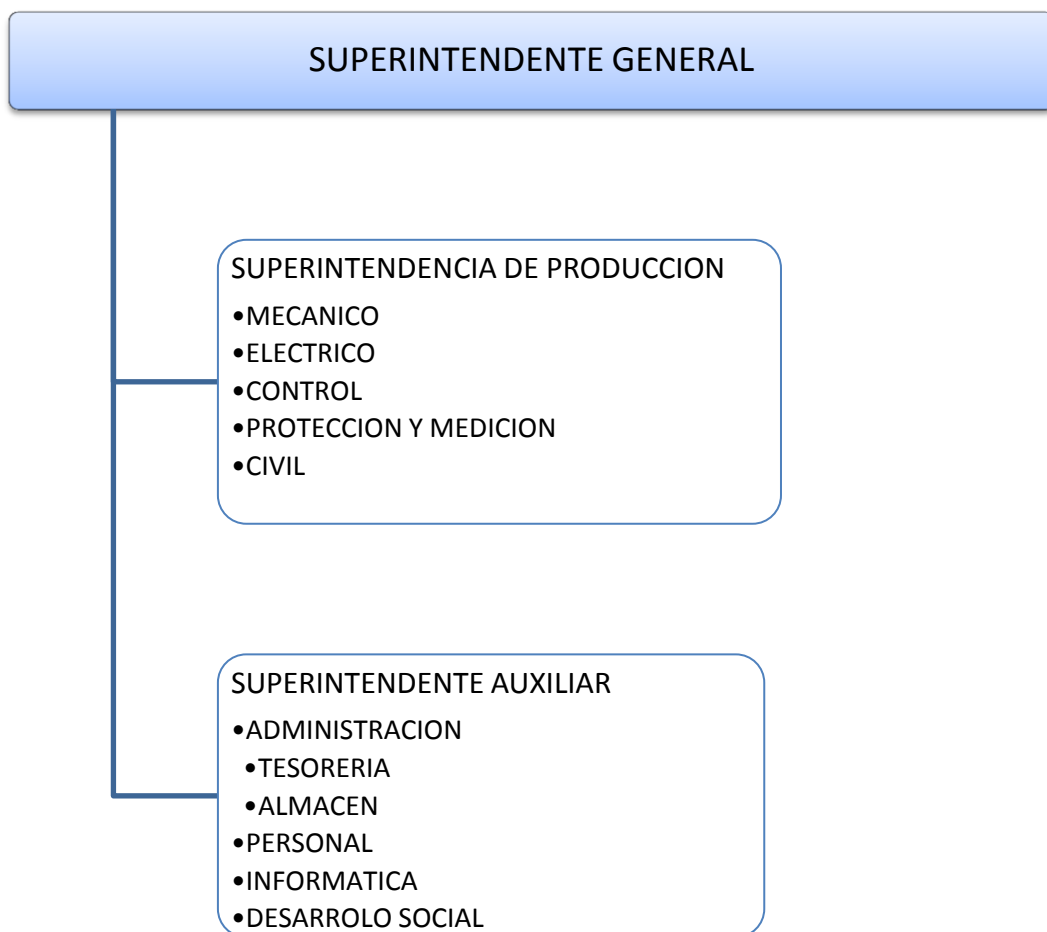 SUPERINTENDENTE GENERAL
SUPERINTENDENCIA DE PRODUCCION
•MECANICO
•ELECTRICO
•CONTROL
•PROTECCION Y MEDICION
•CIVIL
SUPERINTENDENTE AUXILIAR
•ADMINISTRACION
•TESORERIA
•ALMACEN
•PERSONAL
•INFORMATICA
•DESARROLO SOCIAL